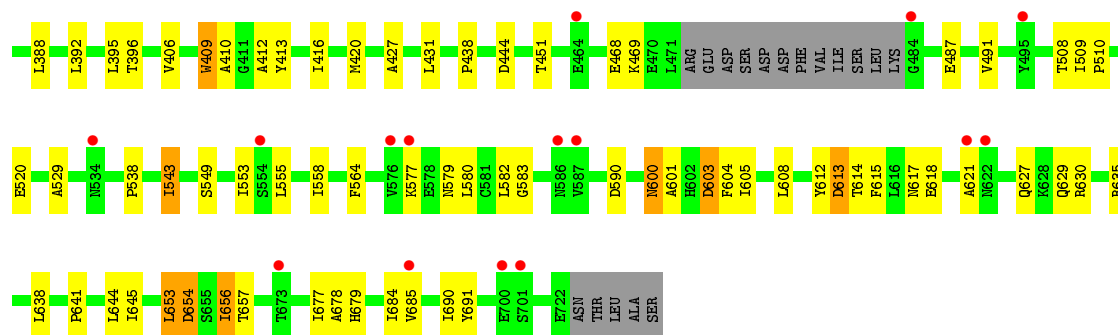 L388 L392 L395 T396 V406 W409 A410 G411 A412 Y413 I416 M420 A427 L431 P438 D444 T451 E464 E468 K469 E470 L471 ARG GLU ASP SER ASP ASP PHE VAL ILE SER LEU LYS G484 E487 V491 Y495 T508 I509 P510
E520 A529 N534 P538 I543 S549 I553 S554 L555 I558 F564 V576 K577 E578 N579 L580 C581 L582 G583 N586 V587 D590 N600 A601 H602 D603 F604 I605 L608 Y612 D613 T614 F615 L616 N617 E618 A621 N622 Q627 K628 Q629 R630
L638 P641 L644 I645 L653 D654 S655 I656 T657 T673 I677 A678 H679 I684 V685 I690 Y691 E700 S701 E722 ASN THR LEU ALA SER